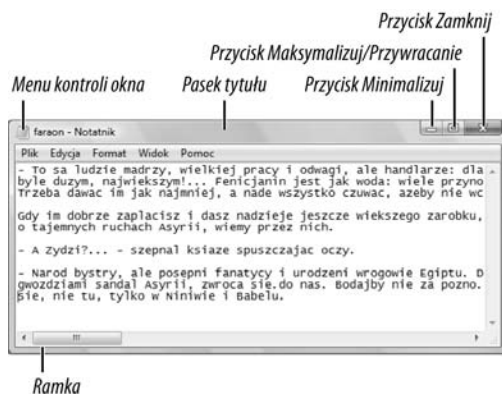 Przycisk Zamknij
Przycisk Maksymalizuj/Przywracanie
Menu kontroli okna Pasek tytułu Przycisk Minimalizuj
faraon - Notatnik
Plik Edycja Format Widok Pomoc
- To sa ludzie madrzy, wielkiej pracy i odwagi, ale handlarze: dla
byle duzym, najwiekszym!... Fenicjanin jest jak woda: wiele przyno
Trzeba dawac im jak najmniej, a nade wszystko czuwac, azeby nie wc
Gdy im dobrze zaplacisz i dasz nadzieje jeszcze wiekszego zarobku,
o tajemnych ruchach Asyrii, wiemy przez nich.
- A Zydzi?... - szepnal ksiaze spuszczajac oczy.
- Narod bystry, ale posepni fanatycy i urodzeni wrogowie Egiptu. D
gwozdziami sandal Asyrii, zwroca sie.do nas. Bodajby nie za pozno.
sie, nie tu, tylko w Niniwie i Babelu.
Ramka